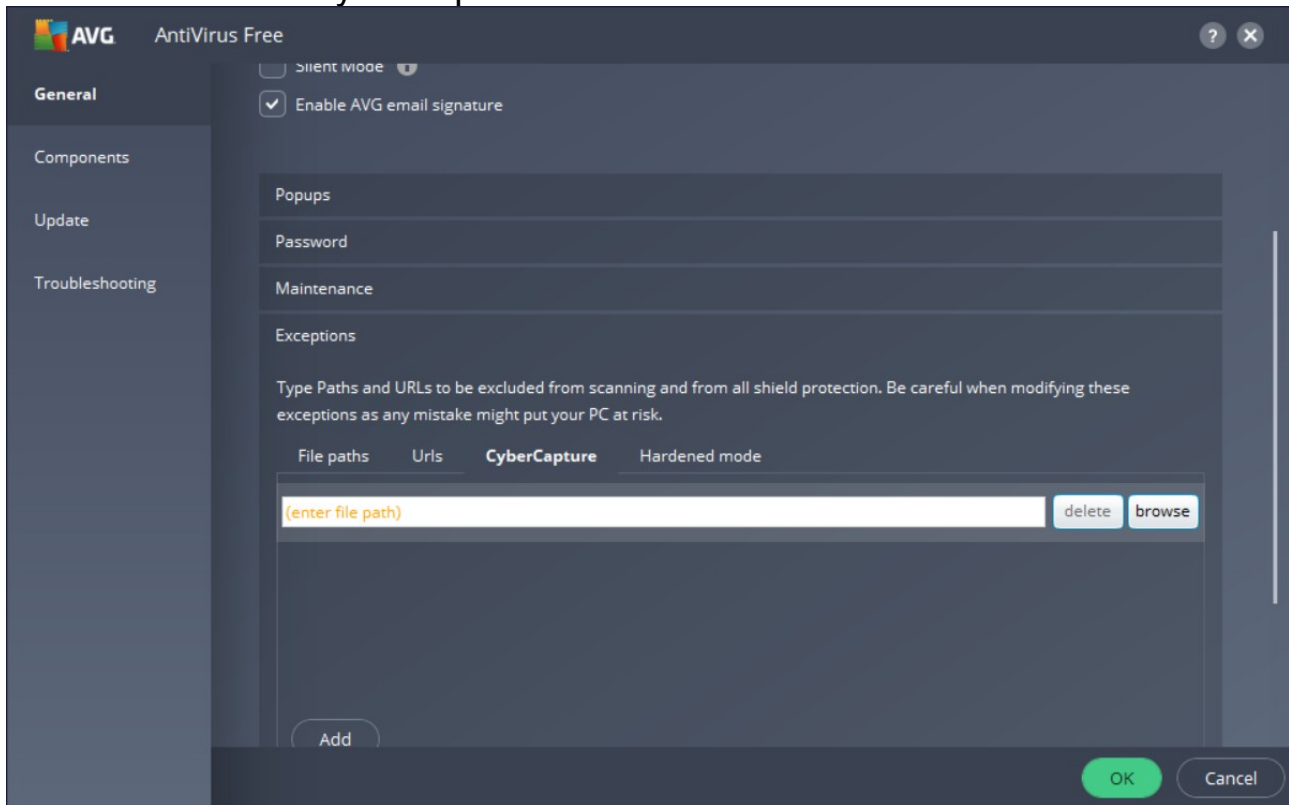 AVG AntiVirus Free
? ×
General
Components
Update
Troubleshooting
Silent Mode
Enable AVG email signature
Popups
Password
Maintenance
Exceptions
Type Paths and URLs to be excluded from scanning and from all shield protection. Be careful when modifying these
exceptions as any mistake might put your PC at risk.
File paths Urls CyberCapture Hardened mode
(enter file path) delete browse
Add
OK Cancel